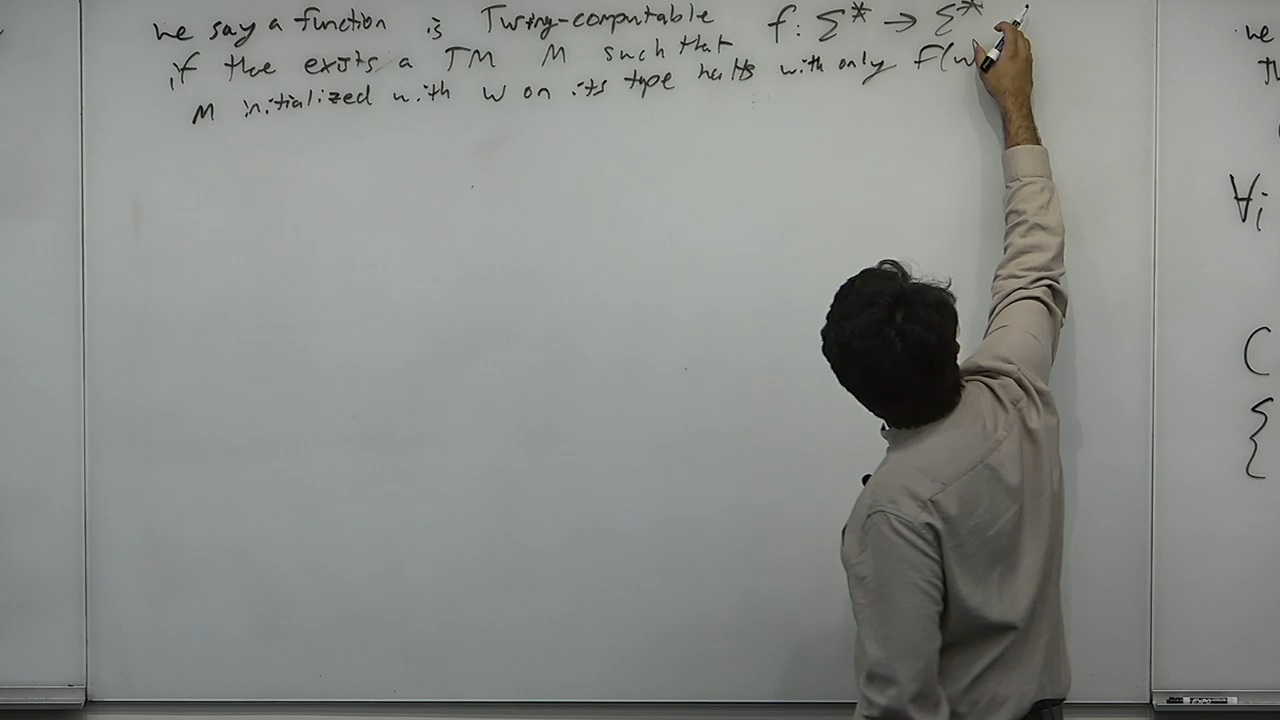 we say a function is Turing-computable f: Σ* → Σ*
if there exists a TM M such that
M initialized with w on its tape halts with only f(w
we
∀i
C
{